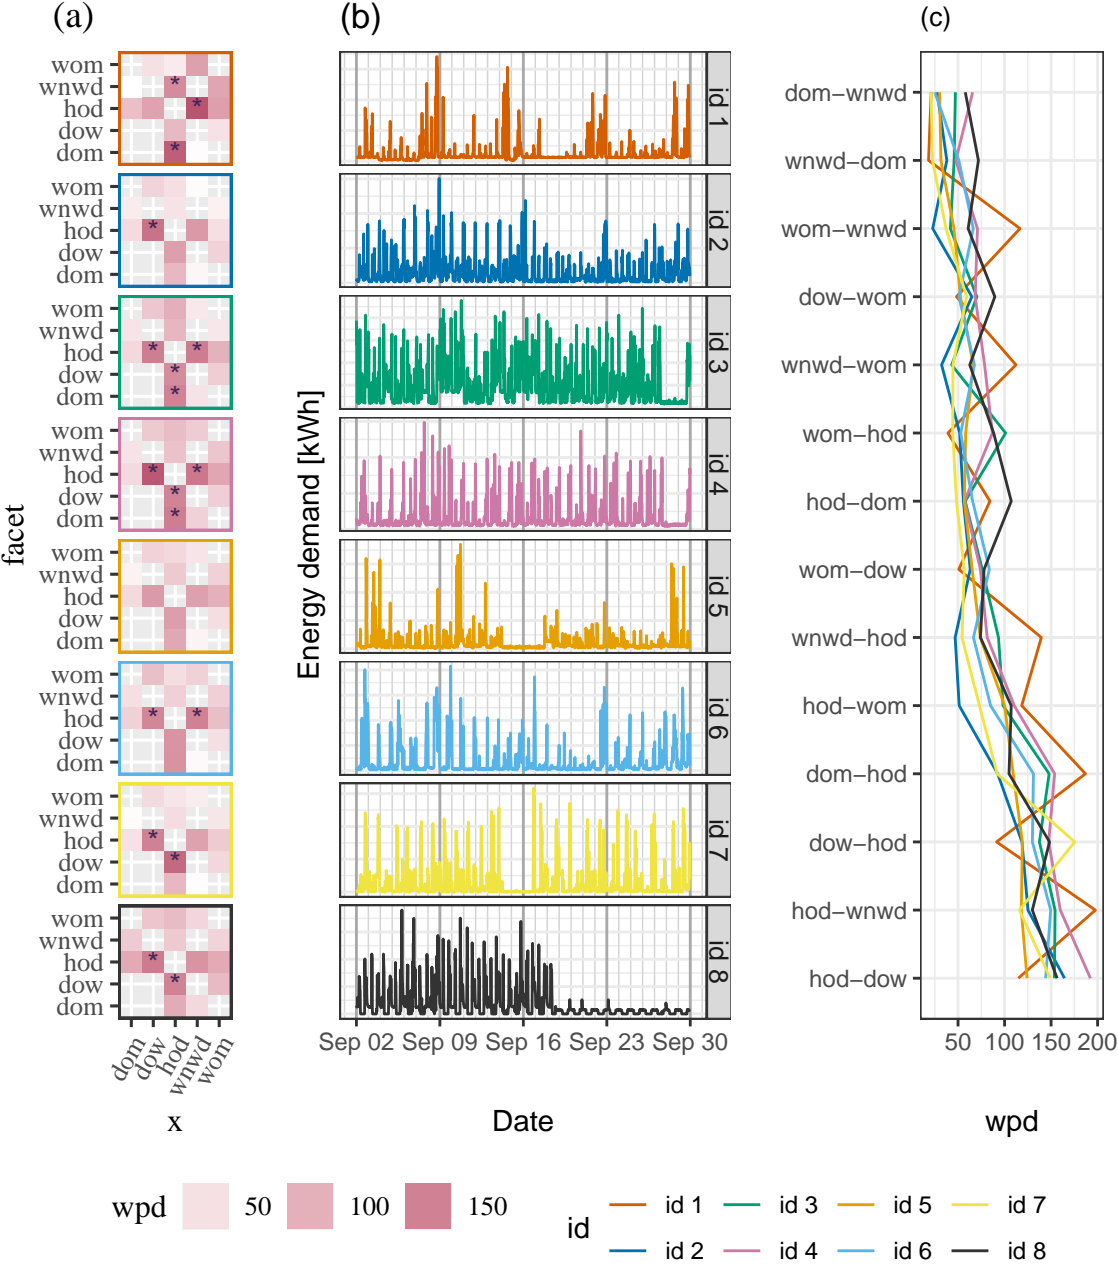 (a)
(b)
(c)
facet
wom
wnwd
hod
dow
dom
wom
wnwd
hod
dow
dom
wom
wnwd
hod
dow
dom
wom
wnwd
hod
dow
dom
wom
wnwd
hod
dow
dom
wom
wnwd
hod
dow
dom
wom
wnwd
hod
dow
dom
wom
wnwd
hod
dow
dom
dom
dow
hod
wnwd
wom
x
Energy demand [kWh]
id 1
id 2
id 3
id 4
id 5
id 6
id 7
id 8
Sep 02
Sep 09
Sep 16
Sep 23
Sep 30
Date
dom−wnwd
wnwd−dom
wom−wnwd
dow−wom
wnwd−wom
wom−hod
hod−dom
wom−dow
wnwd−hod
hod−wom
dom−hod
dow−hod
hod−wnwd
hod−dow
50 100 150 200
wpd
wpd 50 100 150
id
id 1 id 3 id 5 id 7
id 2 id 4 id 6 id 8